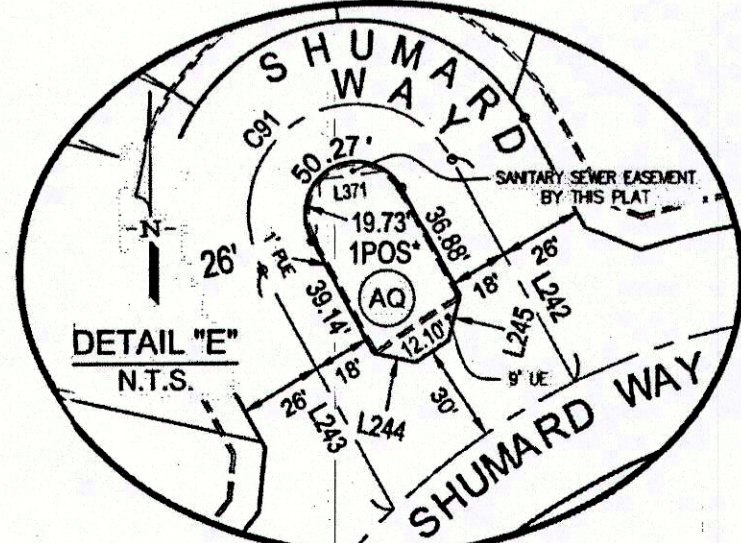 SHUMARD
WAY
C91
50.27'
L371
SANITARY SEWER EASEMENT
BY THIS PLAT
19.73'
1POS*
36.88'
-N-
26'
1' PUE
39.14'
AQ
26'
18'
L242
L245
12.10'
9' UE
DETAIL "E"
N.T.S.
18'
26'
L243
L244
30'
SHUMARD WAY